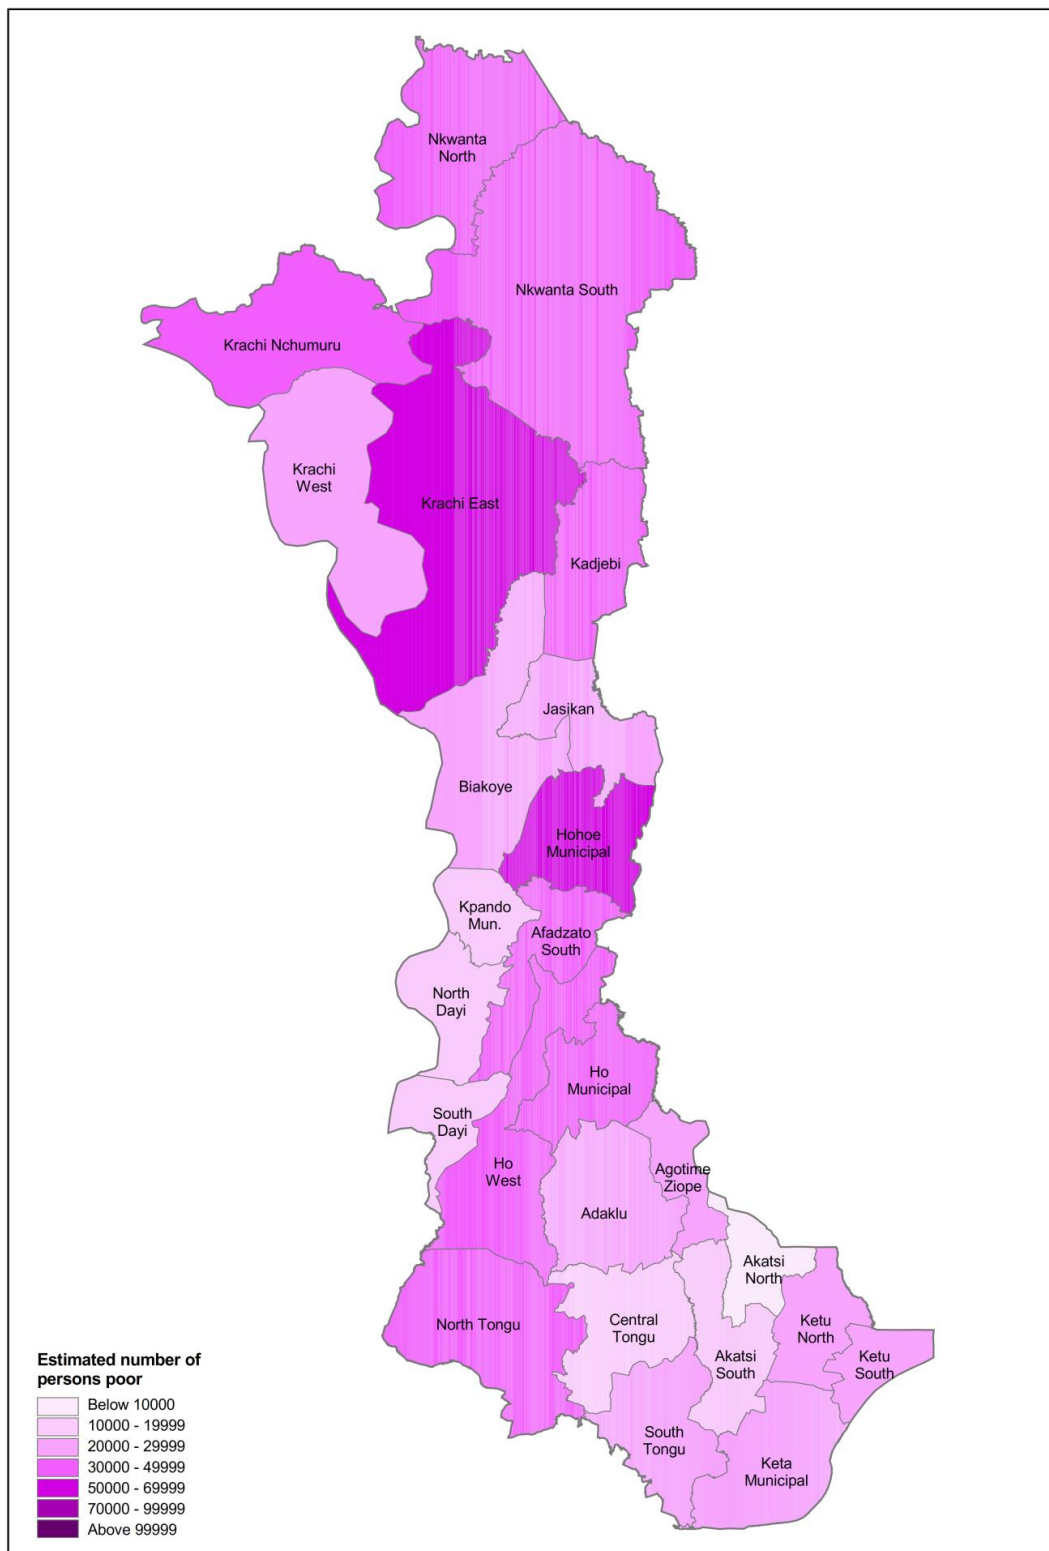 Nkwanta
North
Nkwanta South
Krachi Nchumuru
Krachi
West
Krachi East
Kadjebi
Jasikan
Biakoye
Hohoe
Municipal
Kpando
Mun.
Afadzato
South
North
Dayi
Ho
Municipal
South
Dayi
Ho
West
Agotime
Ziope
Adaklu
Akatsi
North
North Tongu
Central
Tongu
Ketu
North
Akatsi
South
Ketu
South
South
Tongu
Keta
Municipal
Estimated number of
persons poor
Below 10000
10000 - 19999
20000 - 29999
30000 - 49999
50000 - 69999
70000 - 99999
Above 99999